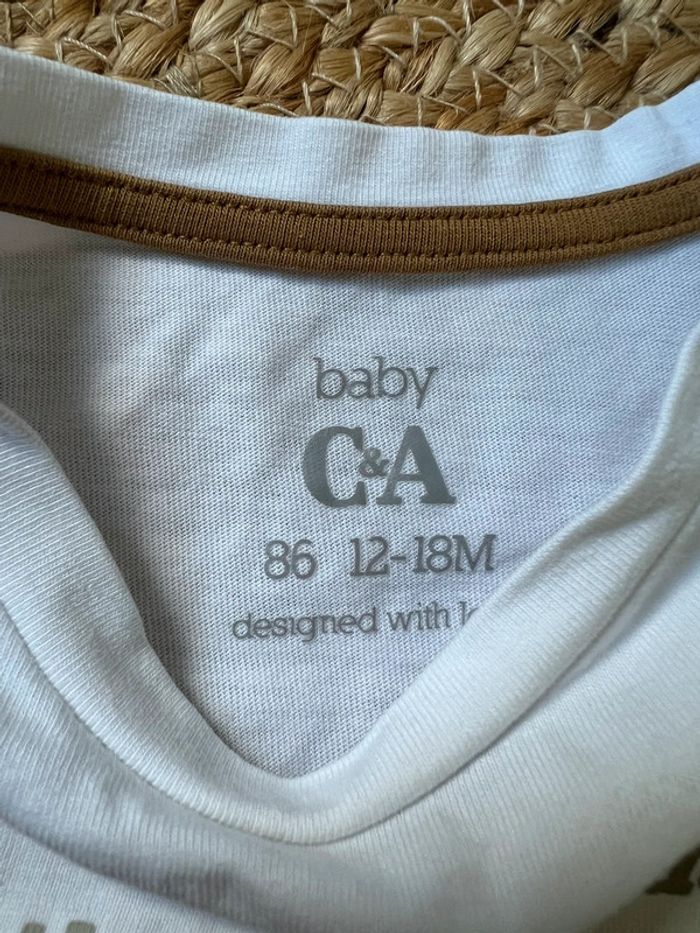 baby
C&A
86 12-18M
designed with